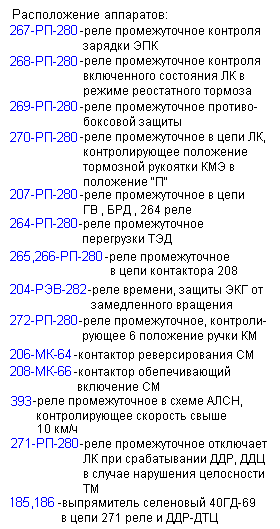 Расположение аппаратов:
267-РП-280-реле промежуточное контроля
зарядки ЭПК
268-РП-280-реле промежуточное контроля
включенного состояния ЛК в
режиме реостатного тормоза
269-РП-280-реле промежуточное противо-
боксовой защиты
270-РП-280-реле промежуточное в цепи ЛК,
контролирующее положение
тормозной рукоятки КМЭ в
положение "П"
207-РП-280-реле промежуточное в цепи
ГВ , БРД , 264 реле
264-РП-280-реле промежуточное
перегрузки ТЭД
265,266-РП-280 -реле промежуточное
в цепи контактора 208
204-РЭВ-282-реле времени, защиты ЭКГ от
замедленного вращения
272-РП-280-реле промежуточное, контроли-
рующее 6 положение ручки КМ
206-МК-64-контактор реверсирования СМ
208-МК-66-контактор обепечивающий
включение СМ
393-реле промежуточное в схеме АЛСН,
контролирующее скорость свыше
10 км/ч
271-РП-280-реле промежуточное отключает
ЛК при срабатывании ДДР, ДДЦ
в случае нарушения целосности
ТМ
185,186 -выпрямитель селеновый 40ГД-69
в цепи 271 реле и ДДР-ДТЦ